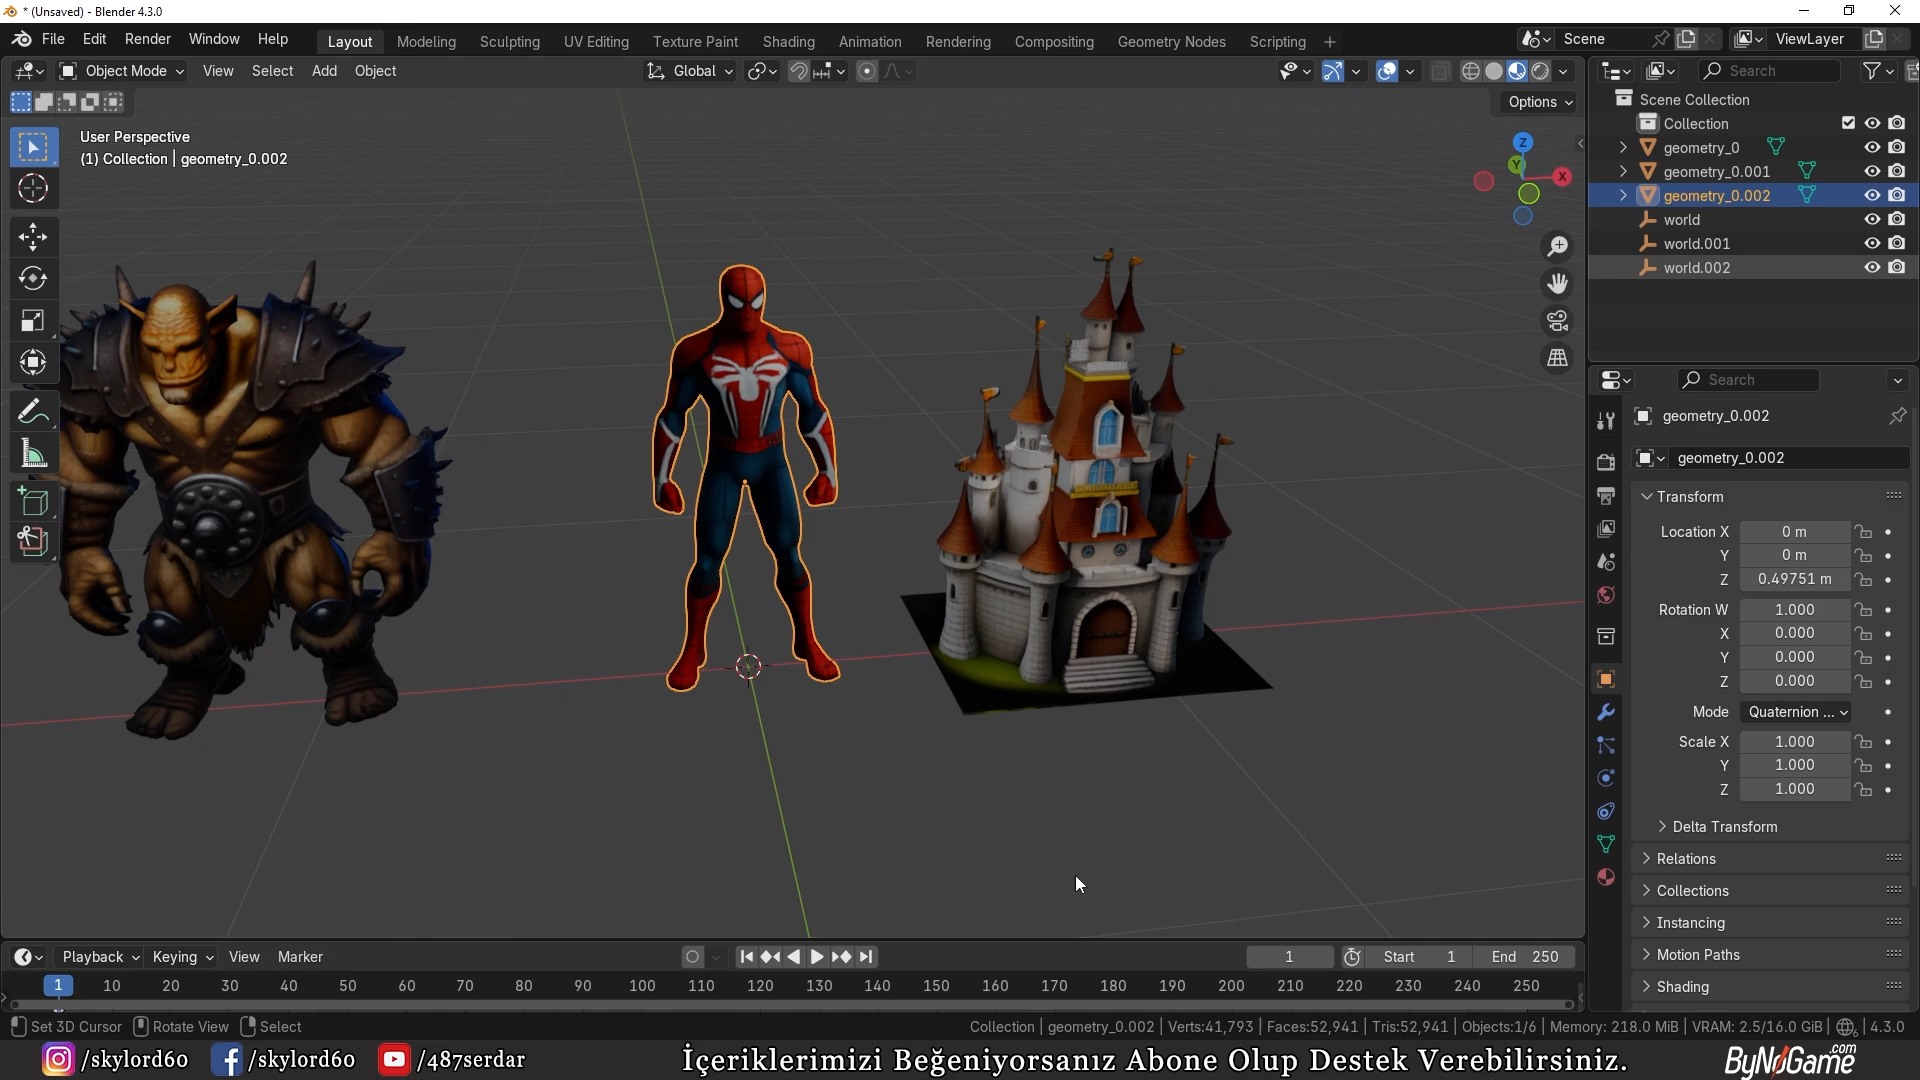 * (Unsaved) - Blender 4.3.0
File Edit Render Window Help Layout Modeling Sculpting UV Editing Texture Paint Shading Animation Rendering Compositing Geometry Nodes Scripting + Scene ViewLayer
Object Mode View Select Add Object Global Search
Options
User Perspective
(1) Collection | geometry_0.002
Z
Y
X
Scene Collection
Collection
geometry_0
geometry_0.001
geometry_0.002
world
world.001
world.002
Search
geometry_0.002
geometry_0.002
Transform
Location X 0 m
Y 0 m
Z 0.49751 m
Rotation W 1.000
X 0.000
Y 0.000
Z 0.000
Mode Quaternion ...
Scale X 1.000
Y 1.000
Z 1.000
Delta Transform
Relations
Collections
Instancing
Motion Paths
Shading
Playback Keying View Marker 1 Start 1 End 250
1 10 20 30 40 50 60 70 80 90 100 110 120 130 140 150 160 170 180 190 200 210 220 230 240 250
Set 3D Cursor Rotate View Select Collection | geometry_0.002 | Verts:41,793 | Faces:52,941 | Tris:52,941 | Objects:1/6 | Memory: 218.0 MiB | VRAM: 2.5/16.0 GiB | 6 | 4.3.0
/skylord60 /skylord60 /487serdar İçeriklerimizi Beğeniyorsanız Abone Olup Destek Verebilirsiniz. ByNoGame.com